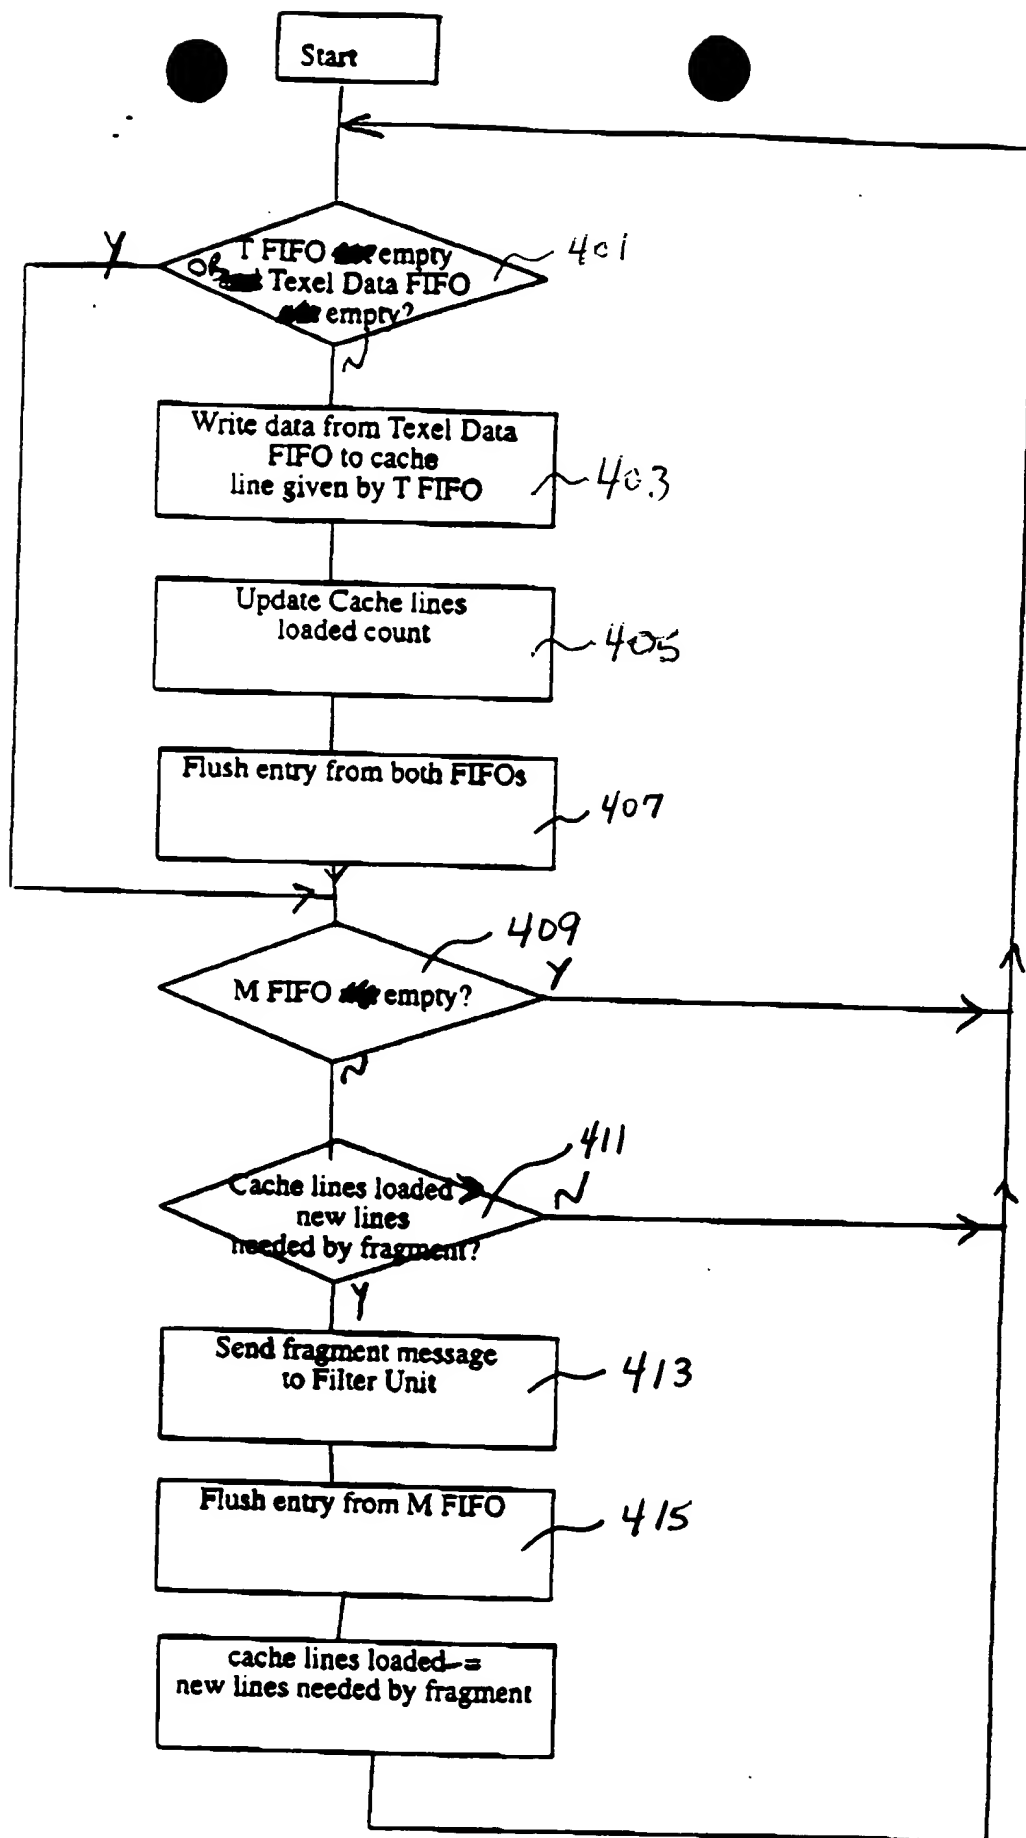 Start
Y
T FIFO empty
OR Texel Data FIFO
empty?
401
N
Write data from Texel Data
FIFO to cache
line given by T FIFO
403
Update Cache lines
loaded count
405
Flush entry from both FIFOs
407
409
M FIFO empty?
Y
N
411
Cache lines loaded >
new lines
needed by fragment?
N
Y
Send fragment message
to Filter Unit
413
Flush entry from M FIFO
415
cache lines loaded -=
new lines needed by fragment